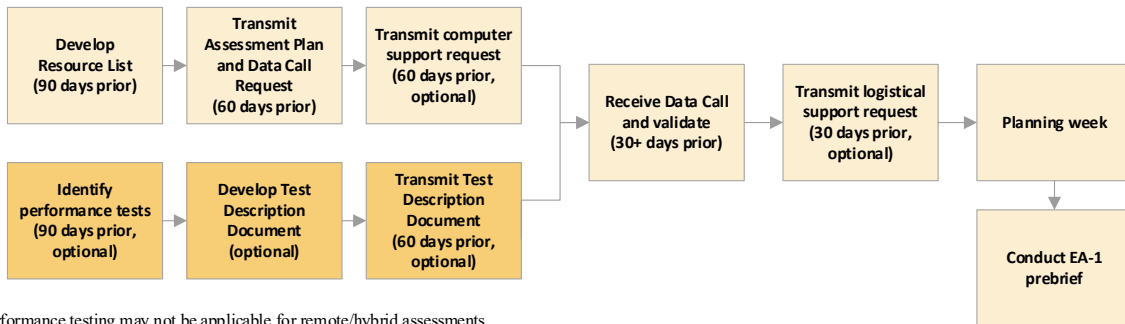 Develop
Resource List
(90 days prior)
Transmit
Assessment Plan
and Data Call
Request
(60 days prior)
Transmit computer
support request
(60 days prior,
optional)
Receive Data Call
and validate
(30+ days prior)
Transmit logistical
support request
(30 days prior,
optional)
Planning week
Identify
performance tests
(90 days prior,
optional)
Develop Test
Description
Document
(optional)
Transmit Test
Description
Document
(60 days prior,
optional)
Conduct EA-1
prebrief
formance testing may not be applicable for remote/hybrid assessments